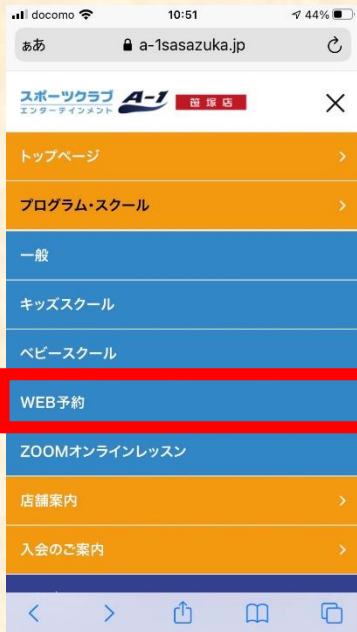 docomo 10:51 44%
ああ a-1sasazuka.jp
スポーツクラブ A-1 笹塚店
エンターテインメント
トップページ
プログラム・スクール
一般
キッズスクール
ベビースクール
WEB予約
ZOOMオンラインレッスン
店舗案内
入会のご案内